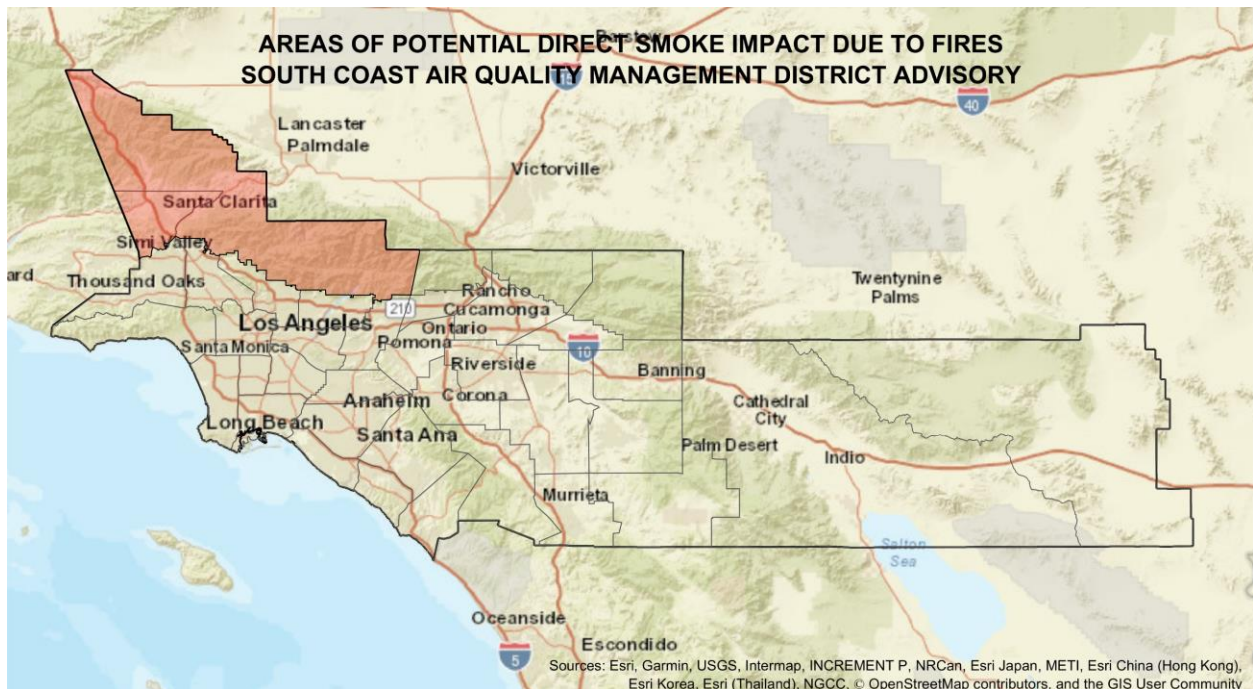 AREAS OF POTENTIAL DIRECT SMOKE IMPACT DUE TO FIRES
SOUTH COAST AIR QUALITY MANAGEMENT DISTRICT ADVISORY
Barstow
15
40
Lancaster
Palmdale
Victorville
Santa Clarita
Simi Valley
ard
Thousand Oaks
Twentynine
Palms
Rancho
Cucamonga
210
Los Angeles
Ontario
Santa Monica
Pomona
10
Riverside
Banning
Anaheim
Corona
Cathedral
City
Long Beach
Santa Ana
Palm Desert
Indio
Murrieta
Salton
Sea
Oceanside
Escondido
5
Sources: Esri, Garmin, USGS, Intermap, INCREMENT P, NRCan, Esri Japan, METI, Esri China (Hong Kong),
Esri Korea, Esri (Thailand), NGCC, © OpenStreetMap contributors, and the GIS User Community